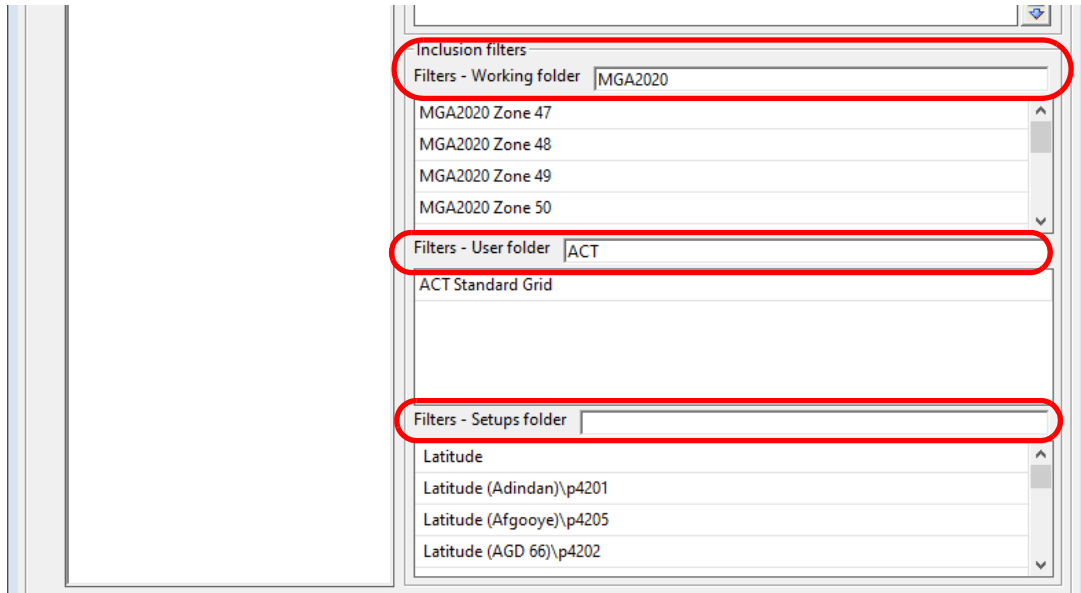 Inclusion filters
Filters - Working folder MGA2020
MGA2020 Zone 47
MGA2020 Zone 48
MGA2020 Zone 49
MGA2020 Zone 50
Filters - User folder ACT
ACT Standard Grid
Filters - Setups folder
Latitude
Latitude (Adindan)\p4201
Latitude (Afgooye)\p4205
Latitude (AGD 66)\p4202